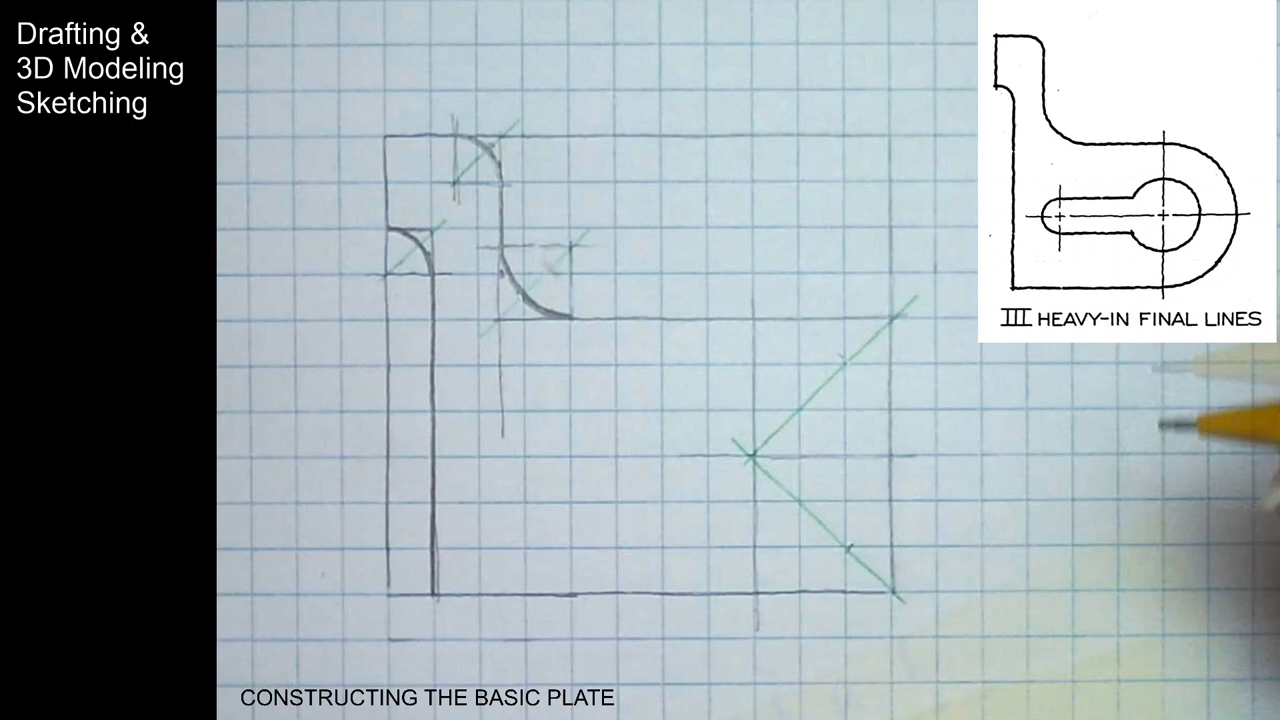 Drafting &
3D Modeling
Sketching
III HEAVY-IN FINAL LINES
CONSTRUCTING THE BASIC PLATE